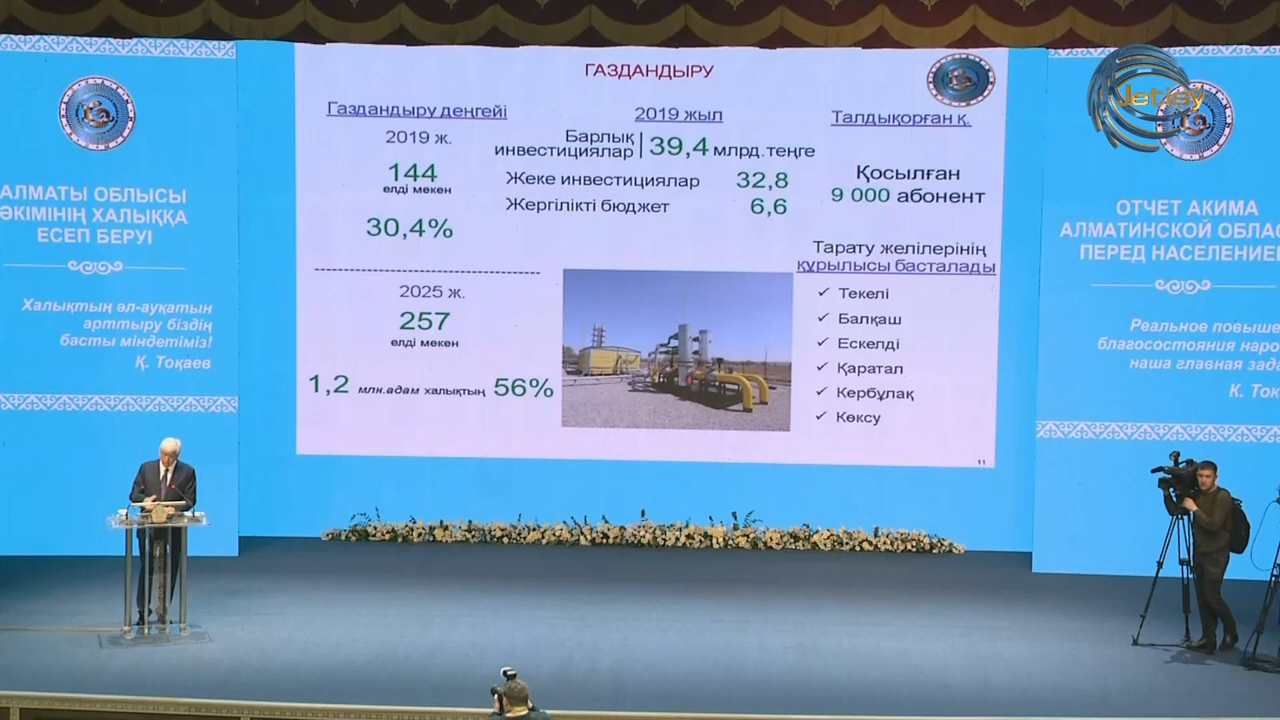 ГАЗДАНДЫРУ
Газдандыру деңгейі
2019 ж.
144
елді мекен
30,4%
2025 ж.
257
елді мекен
1,2 млн.адам халықтың 56%
2019 жыл
Барлық
инвестициялар 39,4 млрд.теңге
Жеке инвестициялар 32,8
Жергілікті бюджет 6,6
Талдықорған қ.
Қосылған
9 000 абонент
Тарату желілерінің
құрылысы басталады
✓ Текелі
✓ Балқаш
✓ Ескелді
✓ Қаратал
✓ Кербұлақ
✓ Көксу
11
АЛМАТЫ ОБЛЫСЫ
ӘКІМІНІҢ ХАЛЫҚҚА
ЕСЕП БЕРУІ
Халықтың әл-ауқатын
арттыру біздің
басты міндетіміз!
Қ. Тоқаев
Jetisy
ОТЧЕТ АКИМА
АЛМАТИНСКОЙ ОБЛАС
ПЕРЕД НАСЕЛЕНИЕМ
Реальное повыше
благосостояния наро
наша главная зада
К. Ток